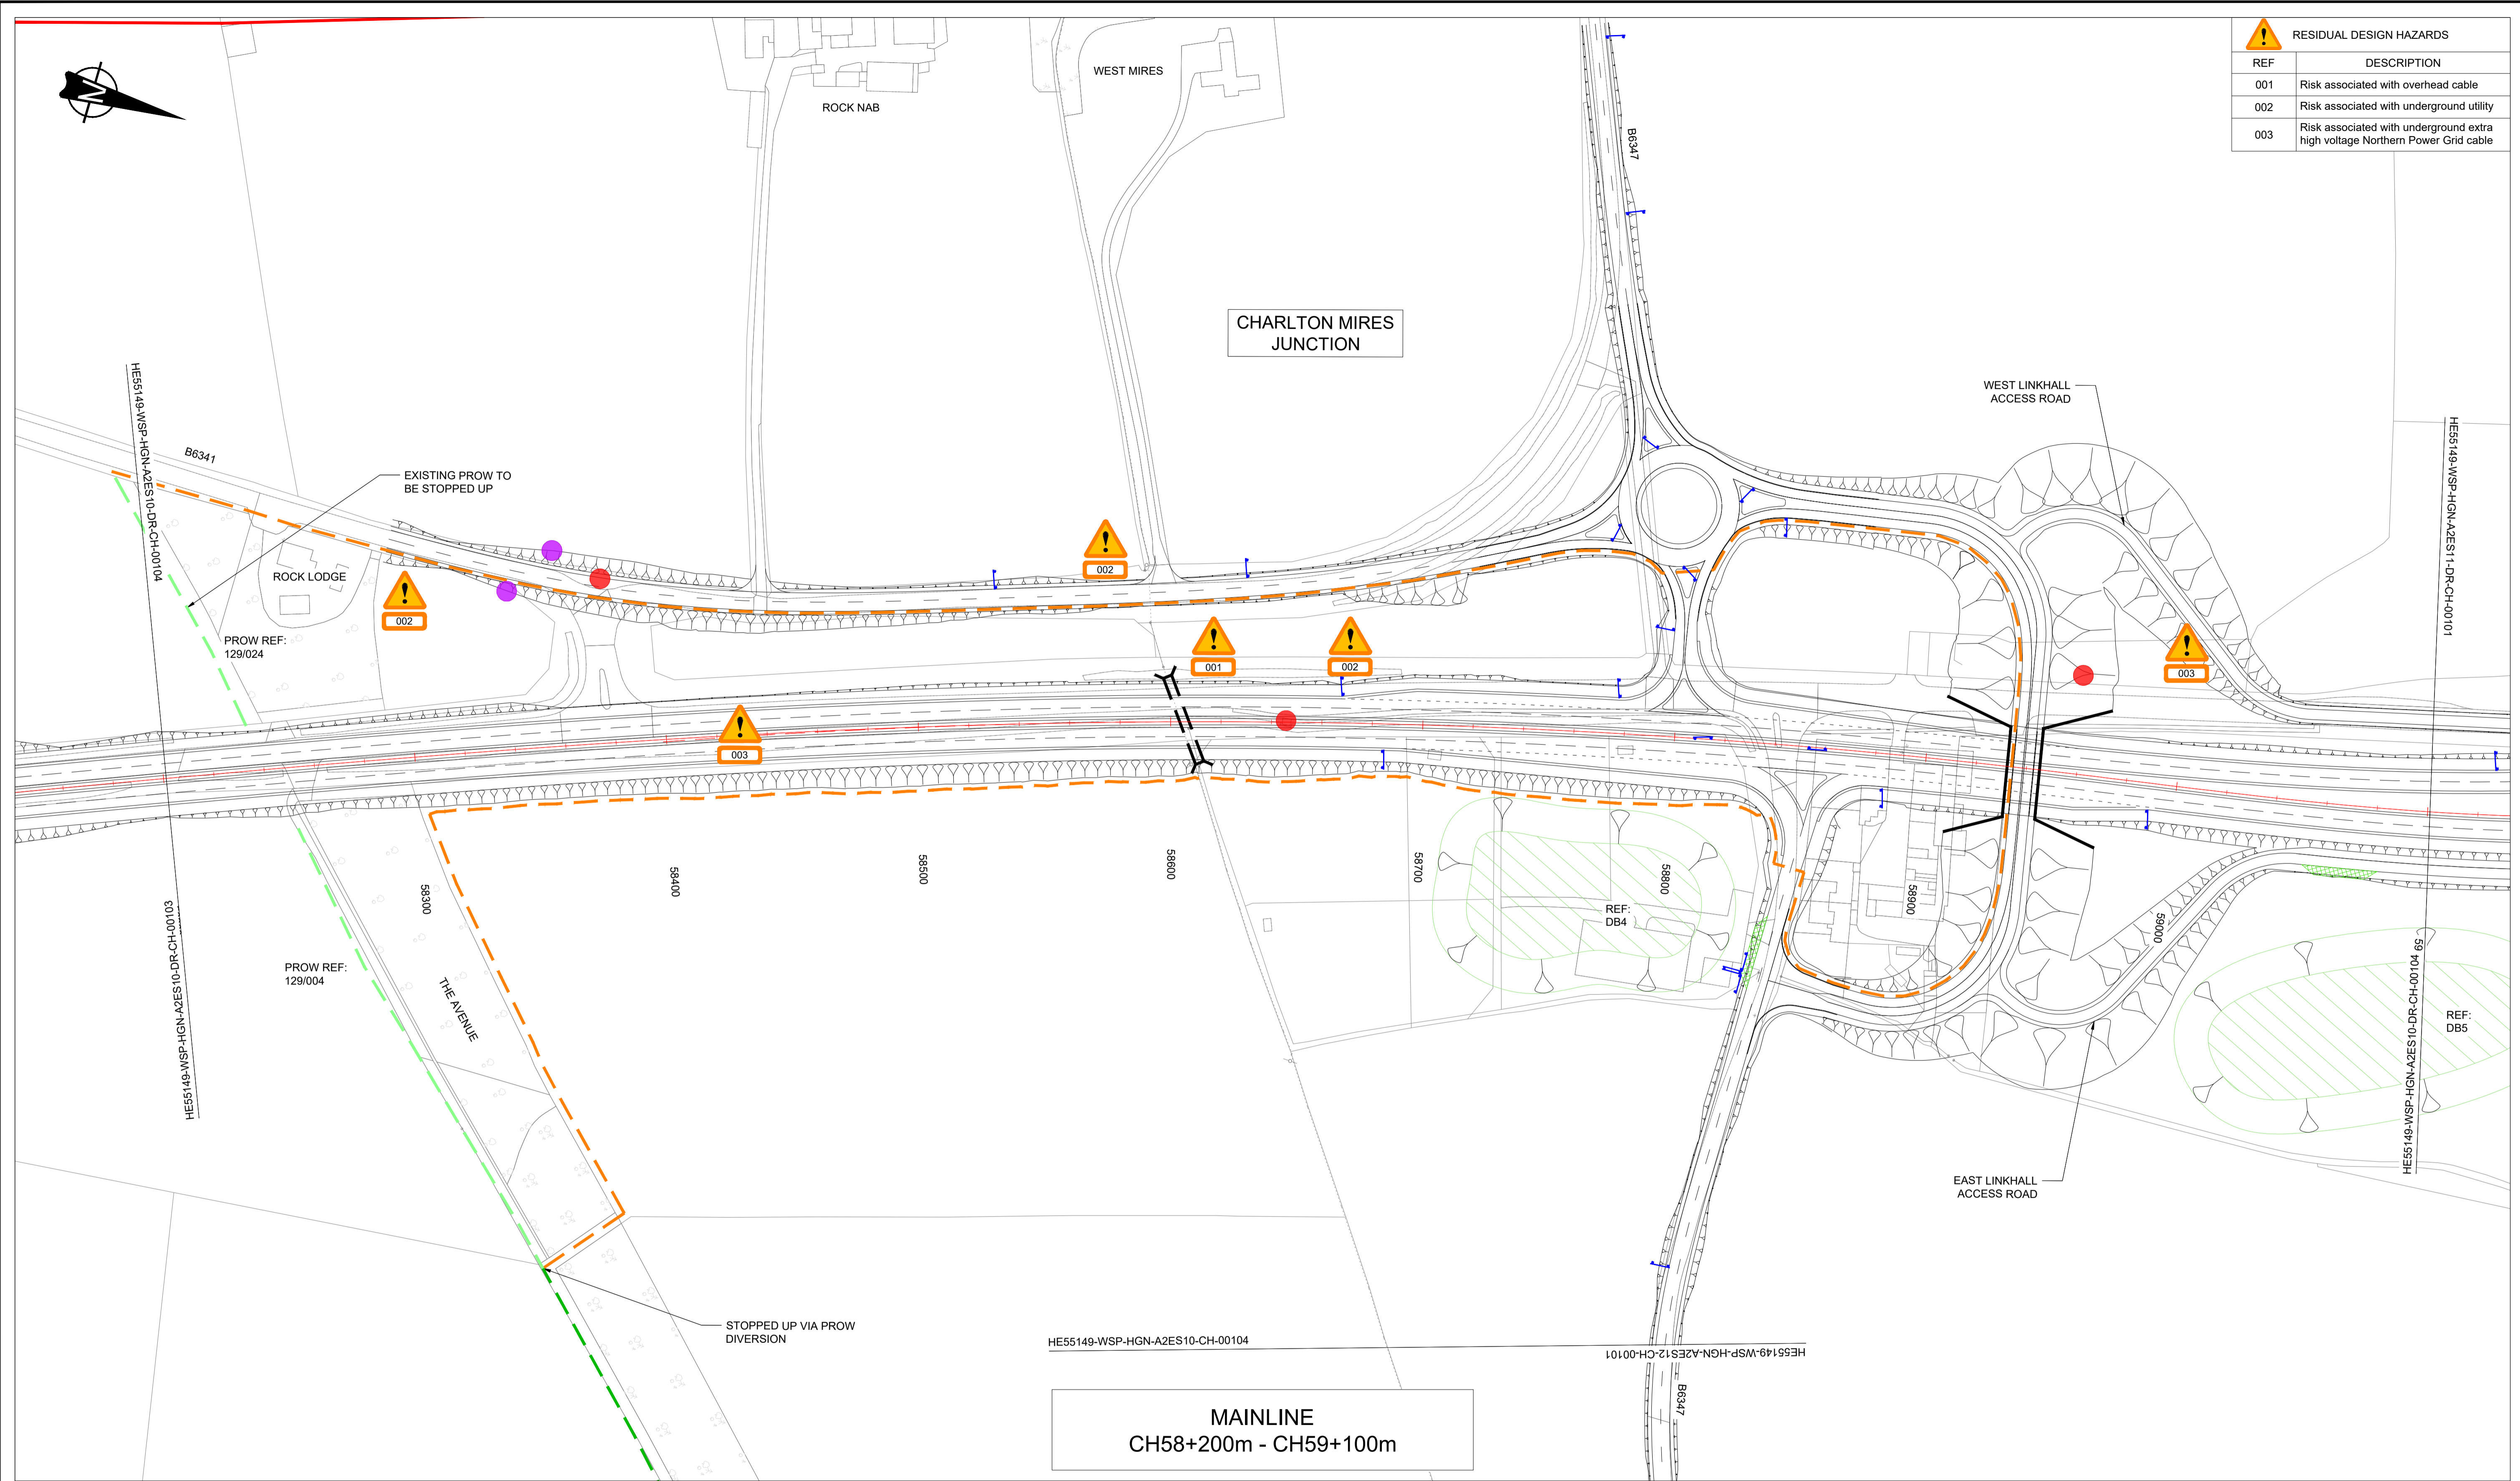 RESIDUAL DESIGN HAZARDS
REF DESCRIPTION
001 Risk associated with overhead cable
002 Risk associated with underground utility
003 Risk associated with underground extra
high voltage Northern Power Grid cable
N
WEST MIRES
ROCK NAB
B6347
CHARLTON MIRES
JUNCTION
WEST LINKHALL
ACCESS ROAD
HE55149-WSP-HGN-A2ES10-DR-CH-00104
HE55149-WSP-HGN-A2ES11-DR-CH-00101
B6341
EXISTING PROW TO
BE STOPPED UP
ROCK LODGE
002
002
PROW REF:
129/024
001
002
003
003
58300
58400
58500
58600
58700
58800
58900
59000
59
REF:
DB4
HE55149-WSP-HGN-A2ES10-DR-CH-00103
PROW REF:
129/004
THE AVENUE
REF:
DB5
HE55149-WSP-HGN-A2ES10-DR-CH-00104
EAST LINKHALL
ACCESS ROAD
STOPPED UP VIA PROW
DIVERSION
HE55149-WSP-HGN-A2ES10-CH-00104
HE55149-WSP-HGN-A2ES12-CH-00101
B6347
MAINLINE
CH58+200m - CH59+100m